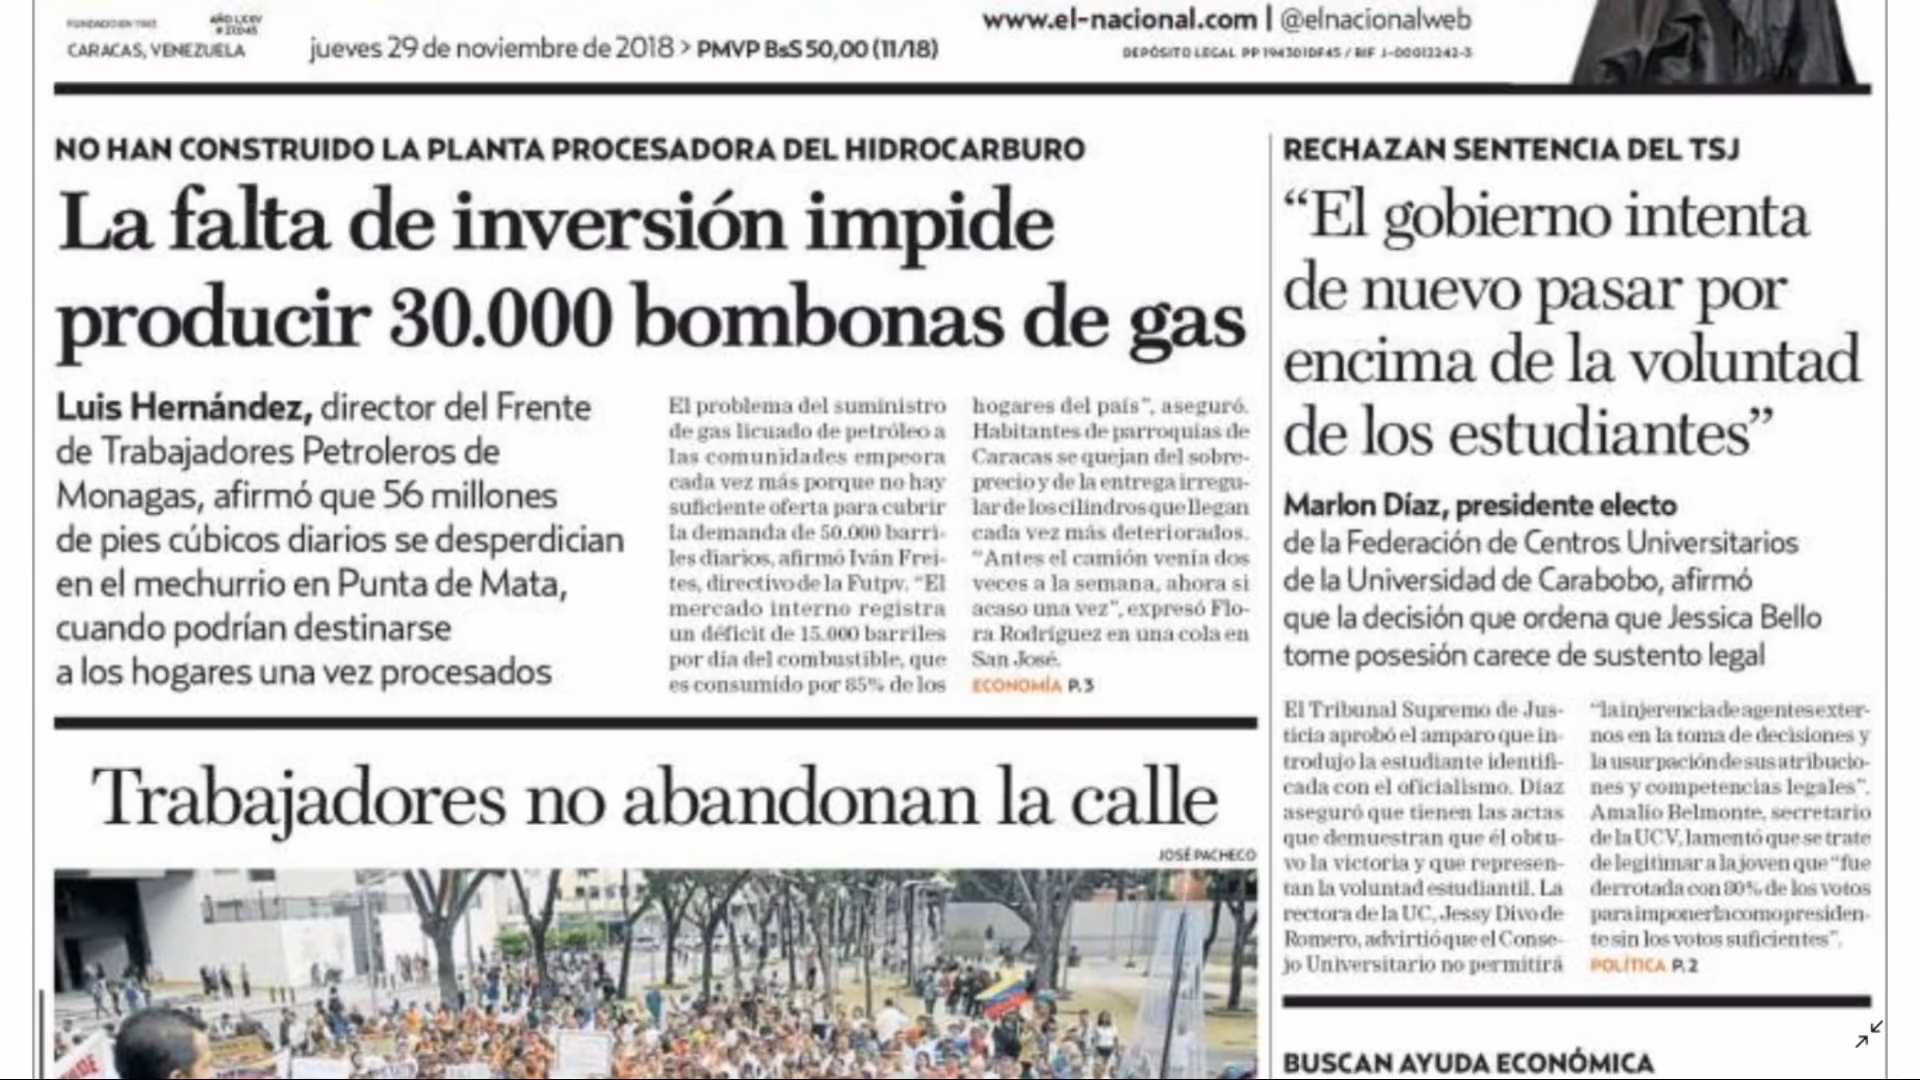 FUNDADO EN 1943
AÑO LXXV
CARACAS, VENEZUELA
jueves 29 de noviembre de 2018 > PMVP BsS 50,00 (11/18)
www.el-nacional.com | @elnacionalweb
DEPÓSITO LEGAL PP 194301DF45 / RIF J-00012242-3
NO HAN CONSTRUIDO LA PLANTA PROCESADORA DEL HIDROCARBURO
La falta de inversión impide
producir 30.000 bombonas de gas
Luis Hernández, director del Frente
de Trabajadores Petroleros de
Monagas, afirmó que 56 millones
de pies cúbicos diarios se desperdician
en el mechurrio en Punta de Mata,
cuando podrían destinarse
a los hogares una vez procesados
El problema del suministro
de gas licuado de petróleo a
las comunidades empeora
cada vez más porque no hay
suficiente oferta para cubrir
la demanda de 50.000 barri-
les diarios, afirmó Iván Frei-
tes, directivo de la Futpv. “El
mercado interno registra
un déficit de 15.000 barriles
por día del combustible, que
es consumido por 85% de los
hogares del país”, aseguró.
Habitantes de parroquias de
Caracas se quejan del sobre-
precio y de la entrega irregu-
lar de los cilindros que llegan
cada vez más deteriorados.
“Antes el camión venía dos
veces a la semana, ahora si
acaso una vez”, expresó Flo-
ra Rodríguez en una cola en
San José.
ECONOMÍA P.3
Trabajadores no abandonan la calle
JOSÉ PACHECO
RECHAZAN SENTENCIA DEL TSJ
“El gobierno intenta
de nuevo pasar por
encima de la voluntad
de los estudiantes”
Marlon Díaz, presidente electo
de la Federación de Centros Universitarios
de la Universidad de Carabobo, afirmó
que la decisión que ordena que Jessica Bello
tome posesión carece de sustento legal
El Tribunal Supremo de Jus-
ticia aprobó el amparo que in-
trodujo la estudiante identifi-
cada con el oficialismo. Díaz
aseguró que tienen las actas
que demuestran que él obtu-
vo la victoria y que represen-
tan la voluntad estudiantil. La
rectora de la UC, Jessy Divo de
Romero, advirtió que el Conse-
jo Universitario no permitirá
“la injerencia de agentes exter-
nos en la toma de decisiones y
la usurpación de sus atribucio-
nes y competencias legales”.
Amalio Belmonte, secretario
de la UCV, lamentó que se trate
de legitimar a la joven que “fue
derrotada con 80% de los votos
para imponerla como presiden-
te sin los votos suficientes”.
POLÍTICA P.2
BUSCAN AYUDA ECONÓMICA